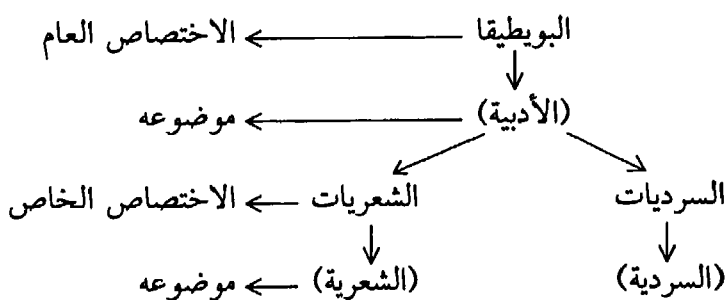 البويطيقا الاختصاص العام
(الأدبية) موضوعه
السرديات الشعريات الاختصاص الخاص
(السردية) (الشعرية) موضوعه